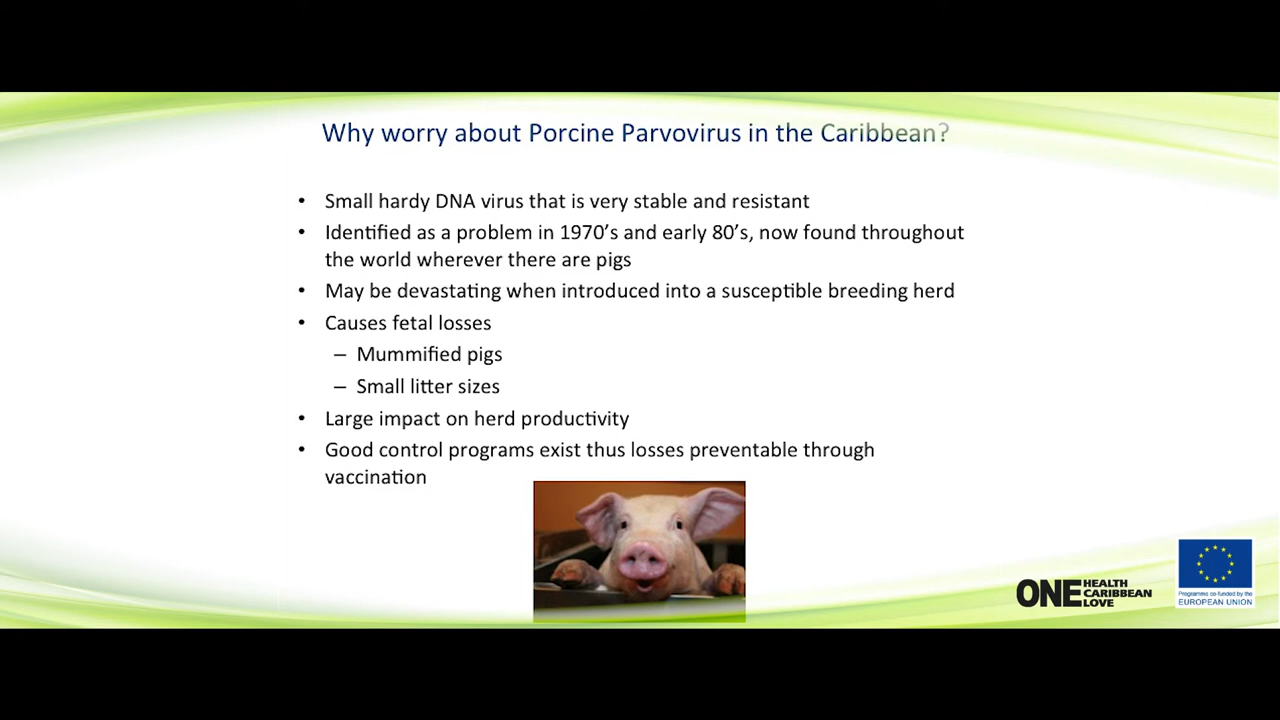 Why worry about Porcine Parvovirus in the Caribbean?
• Small hardy DNA virus that is very stable and resistant
• Identified as a problem in 1970's and early 80's, now found throughout
the world wherever there are pigs
• May be devastating when introduced into a susceptible breeding herd
• Causes fetal losses
– Mummified pigs
– Small litter sizes
• Large impact on herd productivity
• Good control programs exist thus losses preventable through
vaccination
ONE HEALTH
CARIBBEAN
LOVE
Programme co-funded by the
EUROPEAN UNION